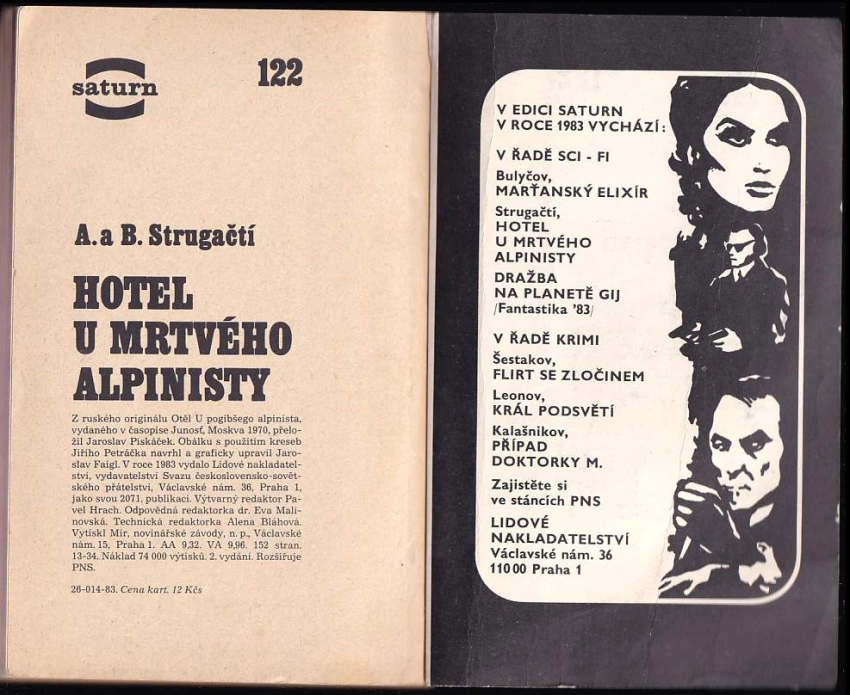 saturn
122
A. a B. Strugačtí
HOTEL
U MRTVÉHO
ALPINISTY
Z ruského originálu Otěl U pogibšego alpinista,
vydaného v časopise Junosť, Moskva 1970, přelo-
žil Jaroslav Piskáček. Obálku s použitím kreseb
Jiřího Petráčka navrhl a graficky upravil Jaro-
slav Faigl. V roce 1983 vydalo Lidové nakladatel-
ství, vydavatelství Svazu československo-sovět-
ského přátelství, Václavské nám. 36, Praha 1,
jako svou 2071. publikaci. Výtvarný redaktor Pa-
vel Hrach. Odpovědná redaktorka dr. Eva Mali-
novská. Technická redaktorka Alena Bláhová.
Vytiskl Mír, novinářské závody, n. p., Václavské
nám. 15, Praha 1. AA 9,32. VA 9,96. 152 stran.
13-34. Náklad 74 000 výtisků. 2. vydání. Rozšiřuje
PNS.
26-014-83. Cena kart. 12 Kčs
V EDICI SATURN
V ROCE 1983 VYCHÁZÍ:
V ŘADĚ SCI - FI
Bulyčov,
MARŤANSKÝ ELIXÍR
Strugačtí,
HOTEL
U MRTVÉHO
ALPINISTY
DRAŽBA
NA PLANETĚ GIJ
/Fantastika '83/
V ŘADĚ KRIMI
Šestakov,
FLIRT SE ZLOČINEM
Leonov,
KRÁL PODSVĚTÍ
Kalašnikov,
PŘÍPAD
DOKTORKY M.
Zajistěte si
ve stáncích PNS
LIDOVÉ
NAKLADATELSTVÍ
Václavské nám. 36
110 00 Praha 1